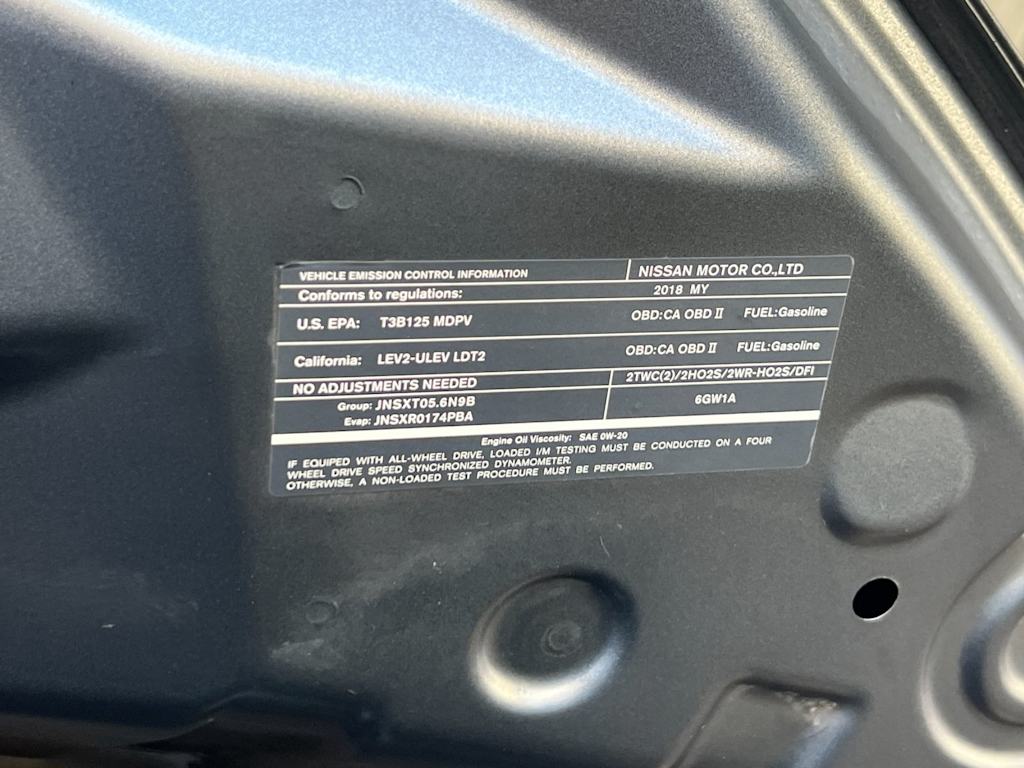 VEHICLE EMISSION CONTROL INFORMATION NISSAN MOTOR CO.,LTD
Conforms to regulations: 2018 MY
U.S. EPA: T3B125 MDPV OBD:CA OBD II FUEL:Gasoline
California: LEV2-ULEV LDT2 OBD:CA OBD II FUEL:Gasoline
NO ADJUSTMENTS NEEDED 2TWC(2)/2HO2S/2WR-HO2S/DFI
Group: JNSXT05.6N9B 6GW1A
Evap: JNSXR0174PBA
Engine Oil Viscosity: SAE 0W-20
IF EQUIPED WITH ALL-WHEEL DRIVE, LOADED I/M TESTING MUST BE CONDUCTED ON A FOUR
WHEEL DRIVE SPEED SYNCHRONIZED DYNAMOMETER.
OTHERWISE, A NON-LOADED TEST PROCEDURE MUST BE PERFORMED.